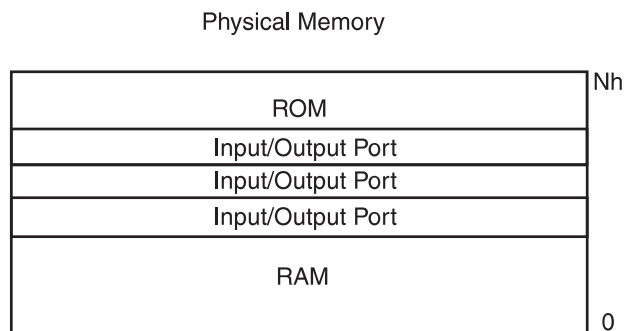 Physical Memory
Nh
ROM
Input/Output Port
Input/Output Port
Input/Output Port
RAM
0